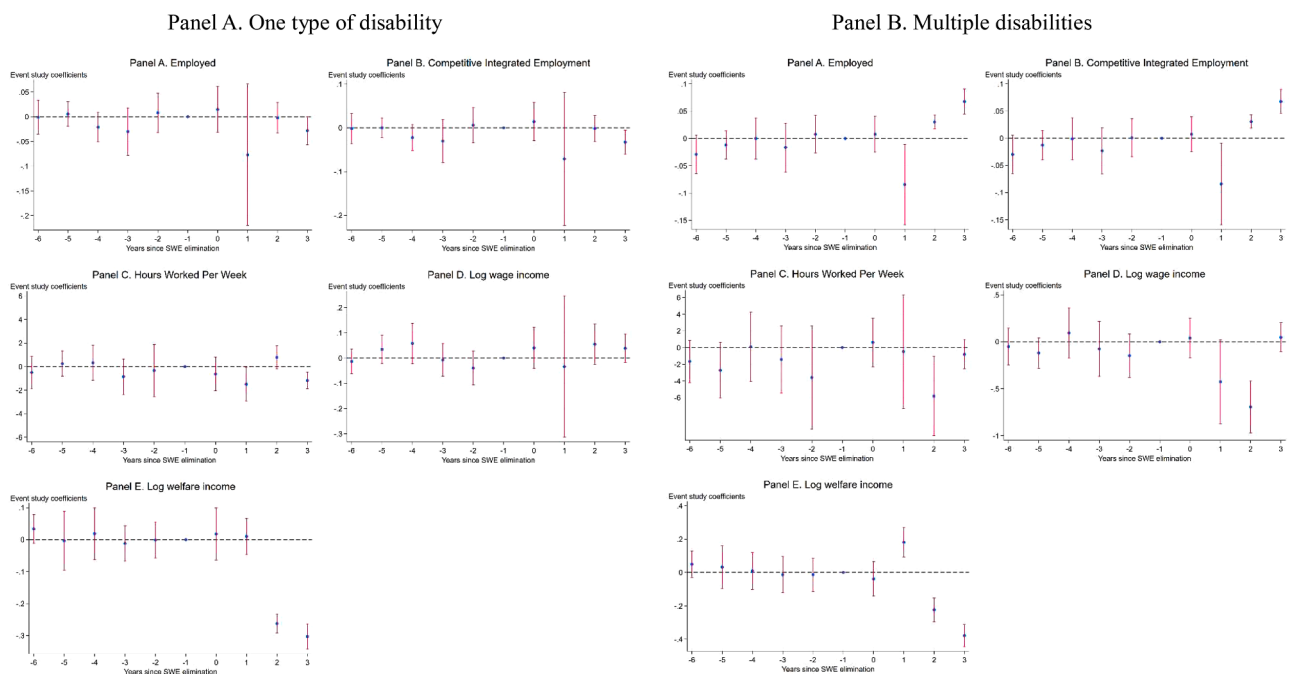 Panel A. One type of disability
Panel A. Employed
Event study coefficients
.05
0
-.05
-.1
-.15
-.2
-6 -5 -4 -3 -2 -1 0 1 2 3
Years since SWE elimination
Panel B. Competitive Integrated Employment
Event study coefficients
.1
0
-.1
-.2
-6 -5 -4 -3 -2 -1 0 1 2 3
Years since SWE elimination
Panel C. Hours Worked Per Week
Event study coefficients
6
4
2
0
-2
-4
-6
-6 -5 -4 -3 -2 -1 0 1 2 3
Years since SWE elimination
Panel D. Log wage income
Event study coefficients
.2
.1
0
-.1
-.2
-.3
-6 -5 -4 -3 -2 -1 0 1 2 3
Years since SWE elimination
Panel E. Log welfare income
Event study coefficients
.1
0
-.1
-.2
-.3
-6 -5 -4 -3 -2 -1 0 1 2 3
Years since SWE elimination
Panel B. Multiple disabilities
Panel A. Employed
Event study coefficients
.1
.05
0
-.05
-.1
-.15
-6 -5 -4 -3 -2 -1 0 1 2 3
Years since SWE elimination
Panel B. Competitive Integrated Employment
Event study coefficients
.1
.05
0
-.05
-.1
-.15
-6 -5 -4 -3 -2 -1 0 1 2 3
Years since SWE elimination
Panel C. Hours Worked Per Week
Event study coefficients
6
4
2
0
-2
-4
-6
-6 -5 -4 -3 -2 -1 0 1 2 3
Years since SWE elimination
Panel D. Log wage income
Event study coefficients
.5
0
-.5
-1
-6 -5 -4 -3 -2 -1 0 1 2 3
Years since SWE elimination
Panel E. Log welfare income
Event study coefficients
.4
.2
0
-.2
-.4
-6 -5 -4 -3 -2 -1 0 1 2 3
Years since SWE elimination